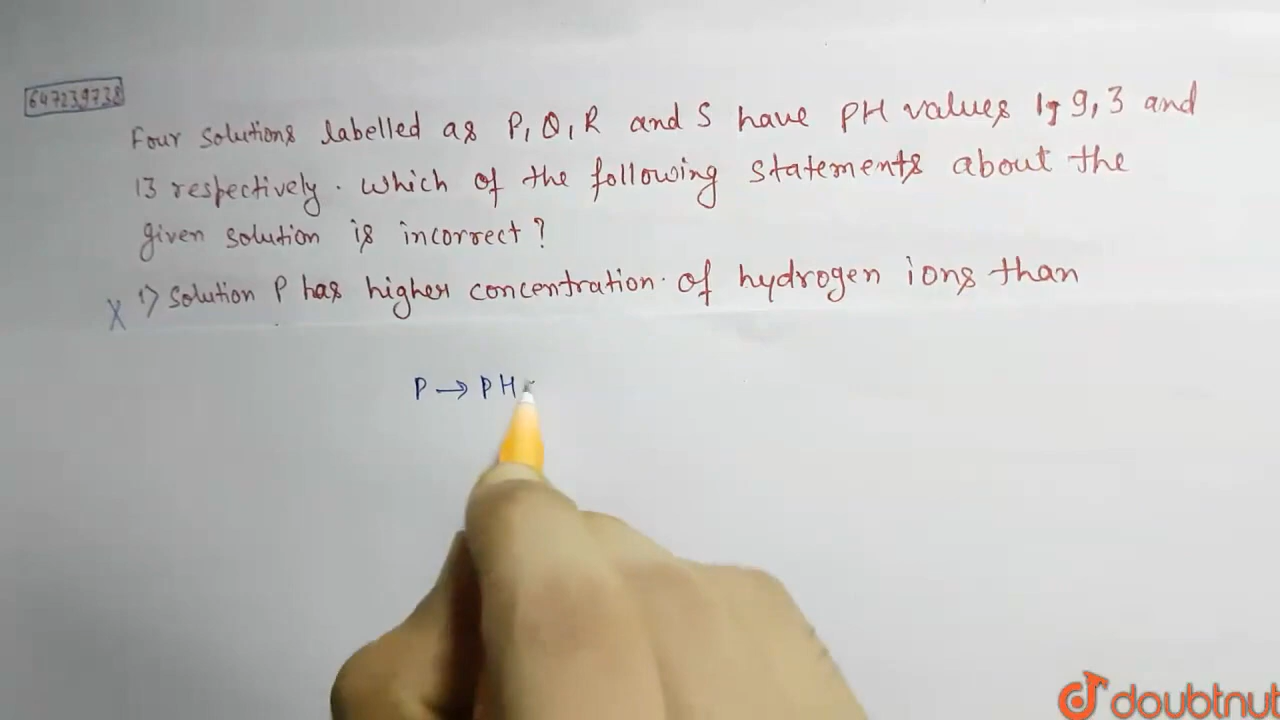 647239738
Four solutions labelled as P, Q, R and S have PH values 1, 9, 3 and
13 respectively. Which of the following statements about the
given solution is incorrect?
X 1) Solution P has higher concentration. of hydrogen ions than
P → PH
doubtnut